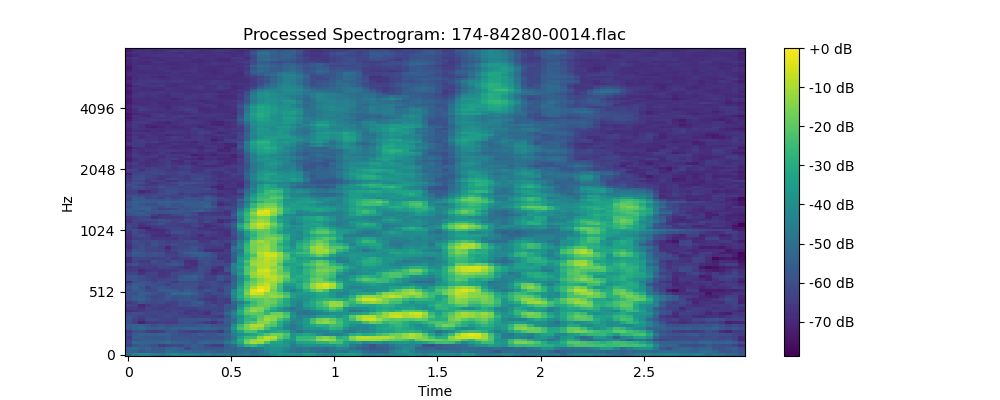 Processed Spectrogram: 174-84280-0014.flac
Hz
4096
2048
1024
512
0
0
0.5
1
1.5
2
2.5
Time
+0 dB
-10 dB
-20 dB
-30 dB
-40 dB
-50 dB
-60 dB
-70 dB